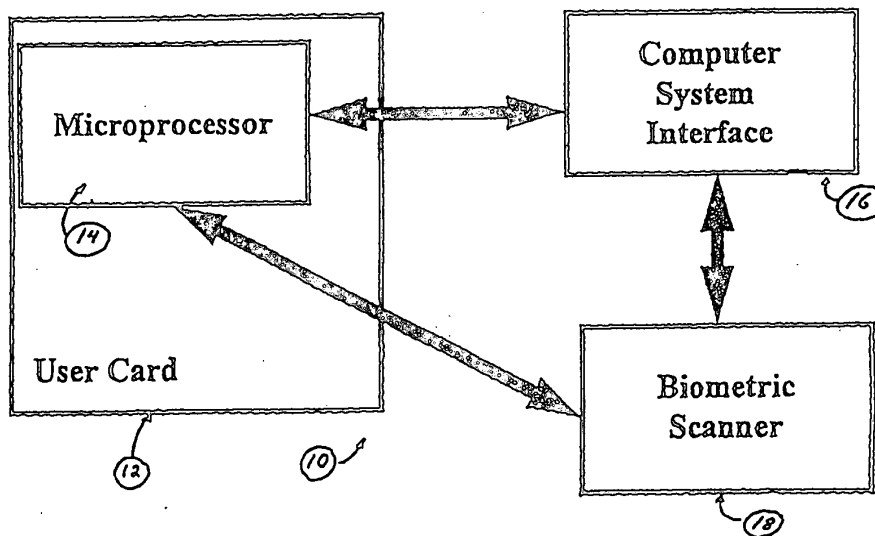 Microprocessor
14
User Card
12
10
Computer
System
Interface
16
Biometric
Scanner
18